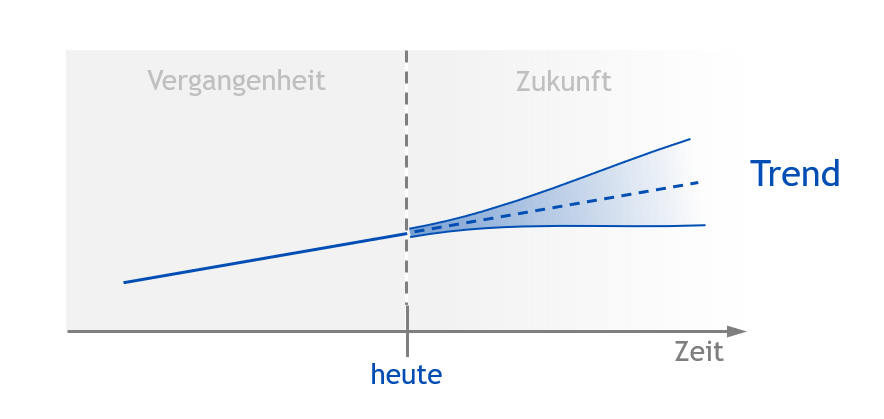 Vergangenheit
Zukunft
Trend
Zeit
heute